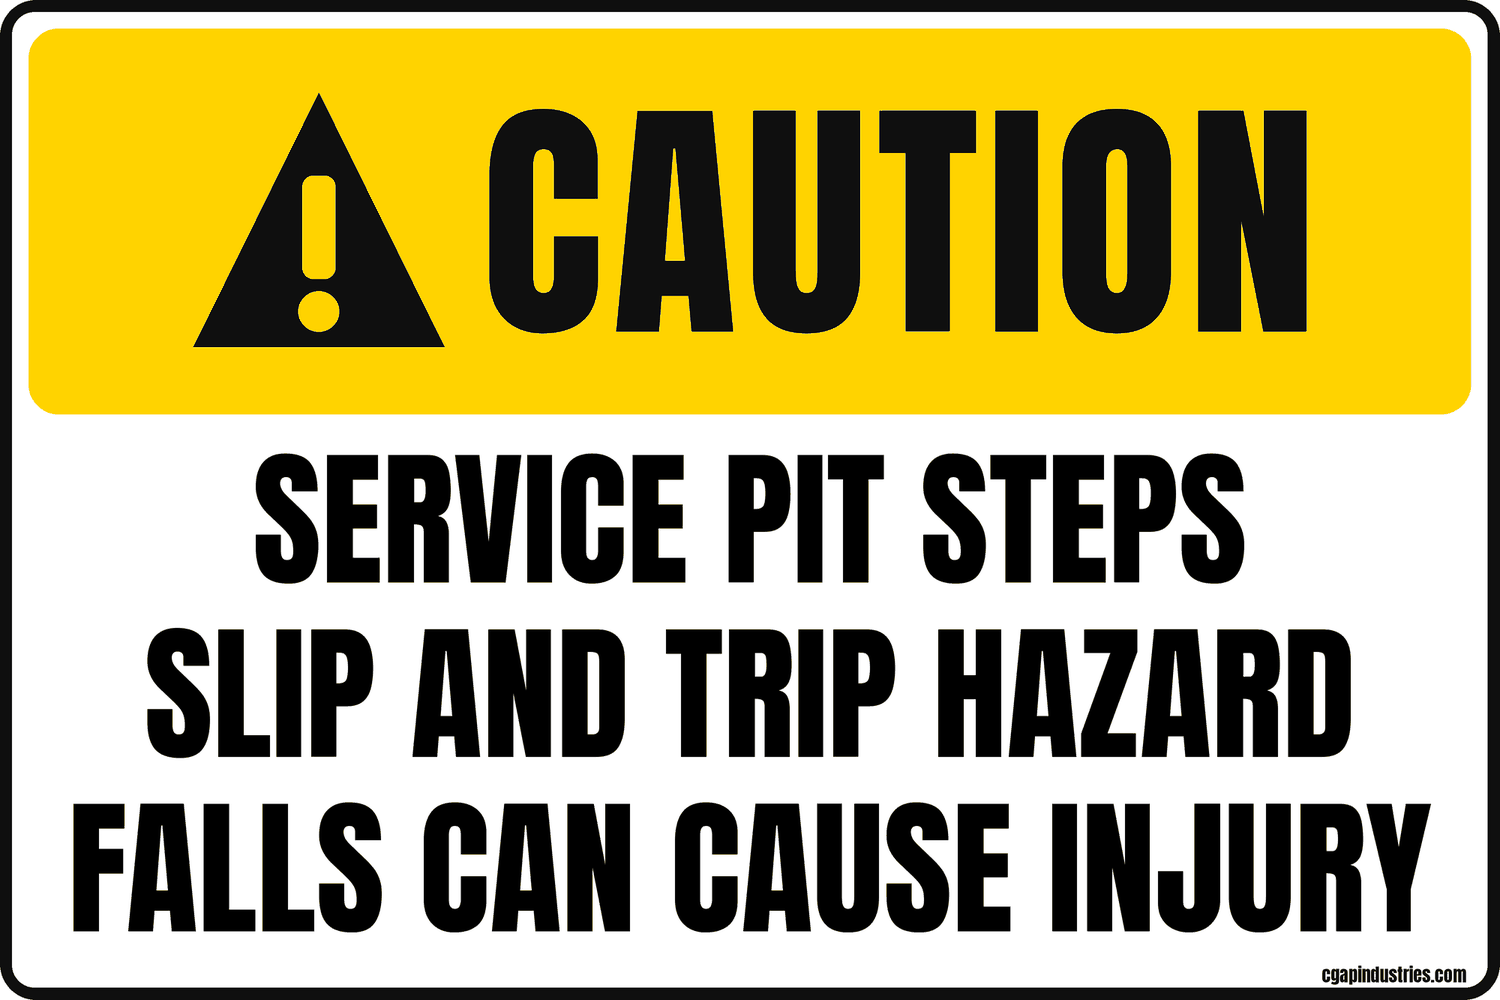 CAUTION
SERVICE PIT STEPS
SLIP AND TRIP HAZARD
FALLS CAN CAUSE INJURY
cgapindustries.com